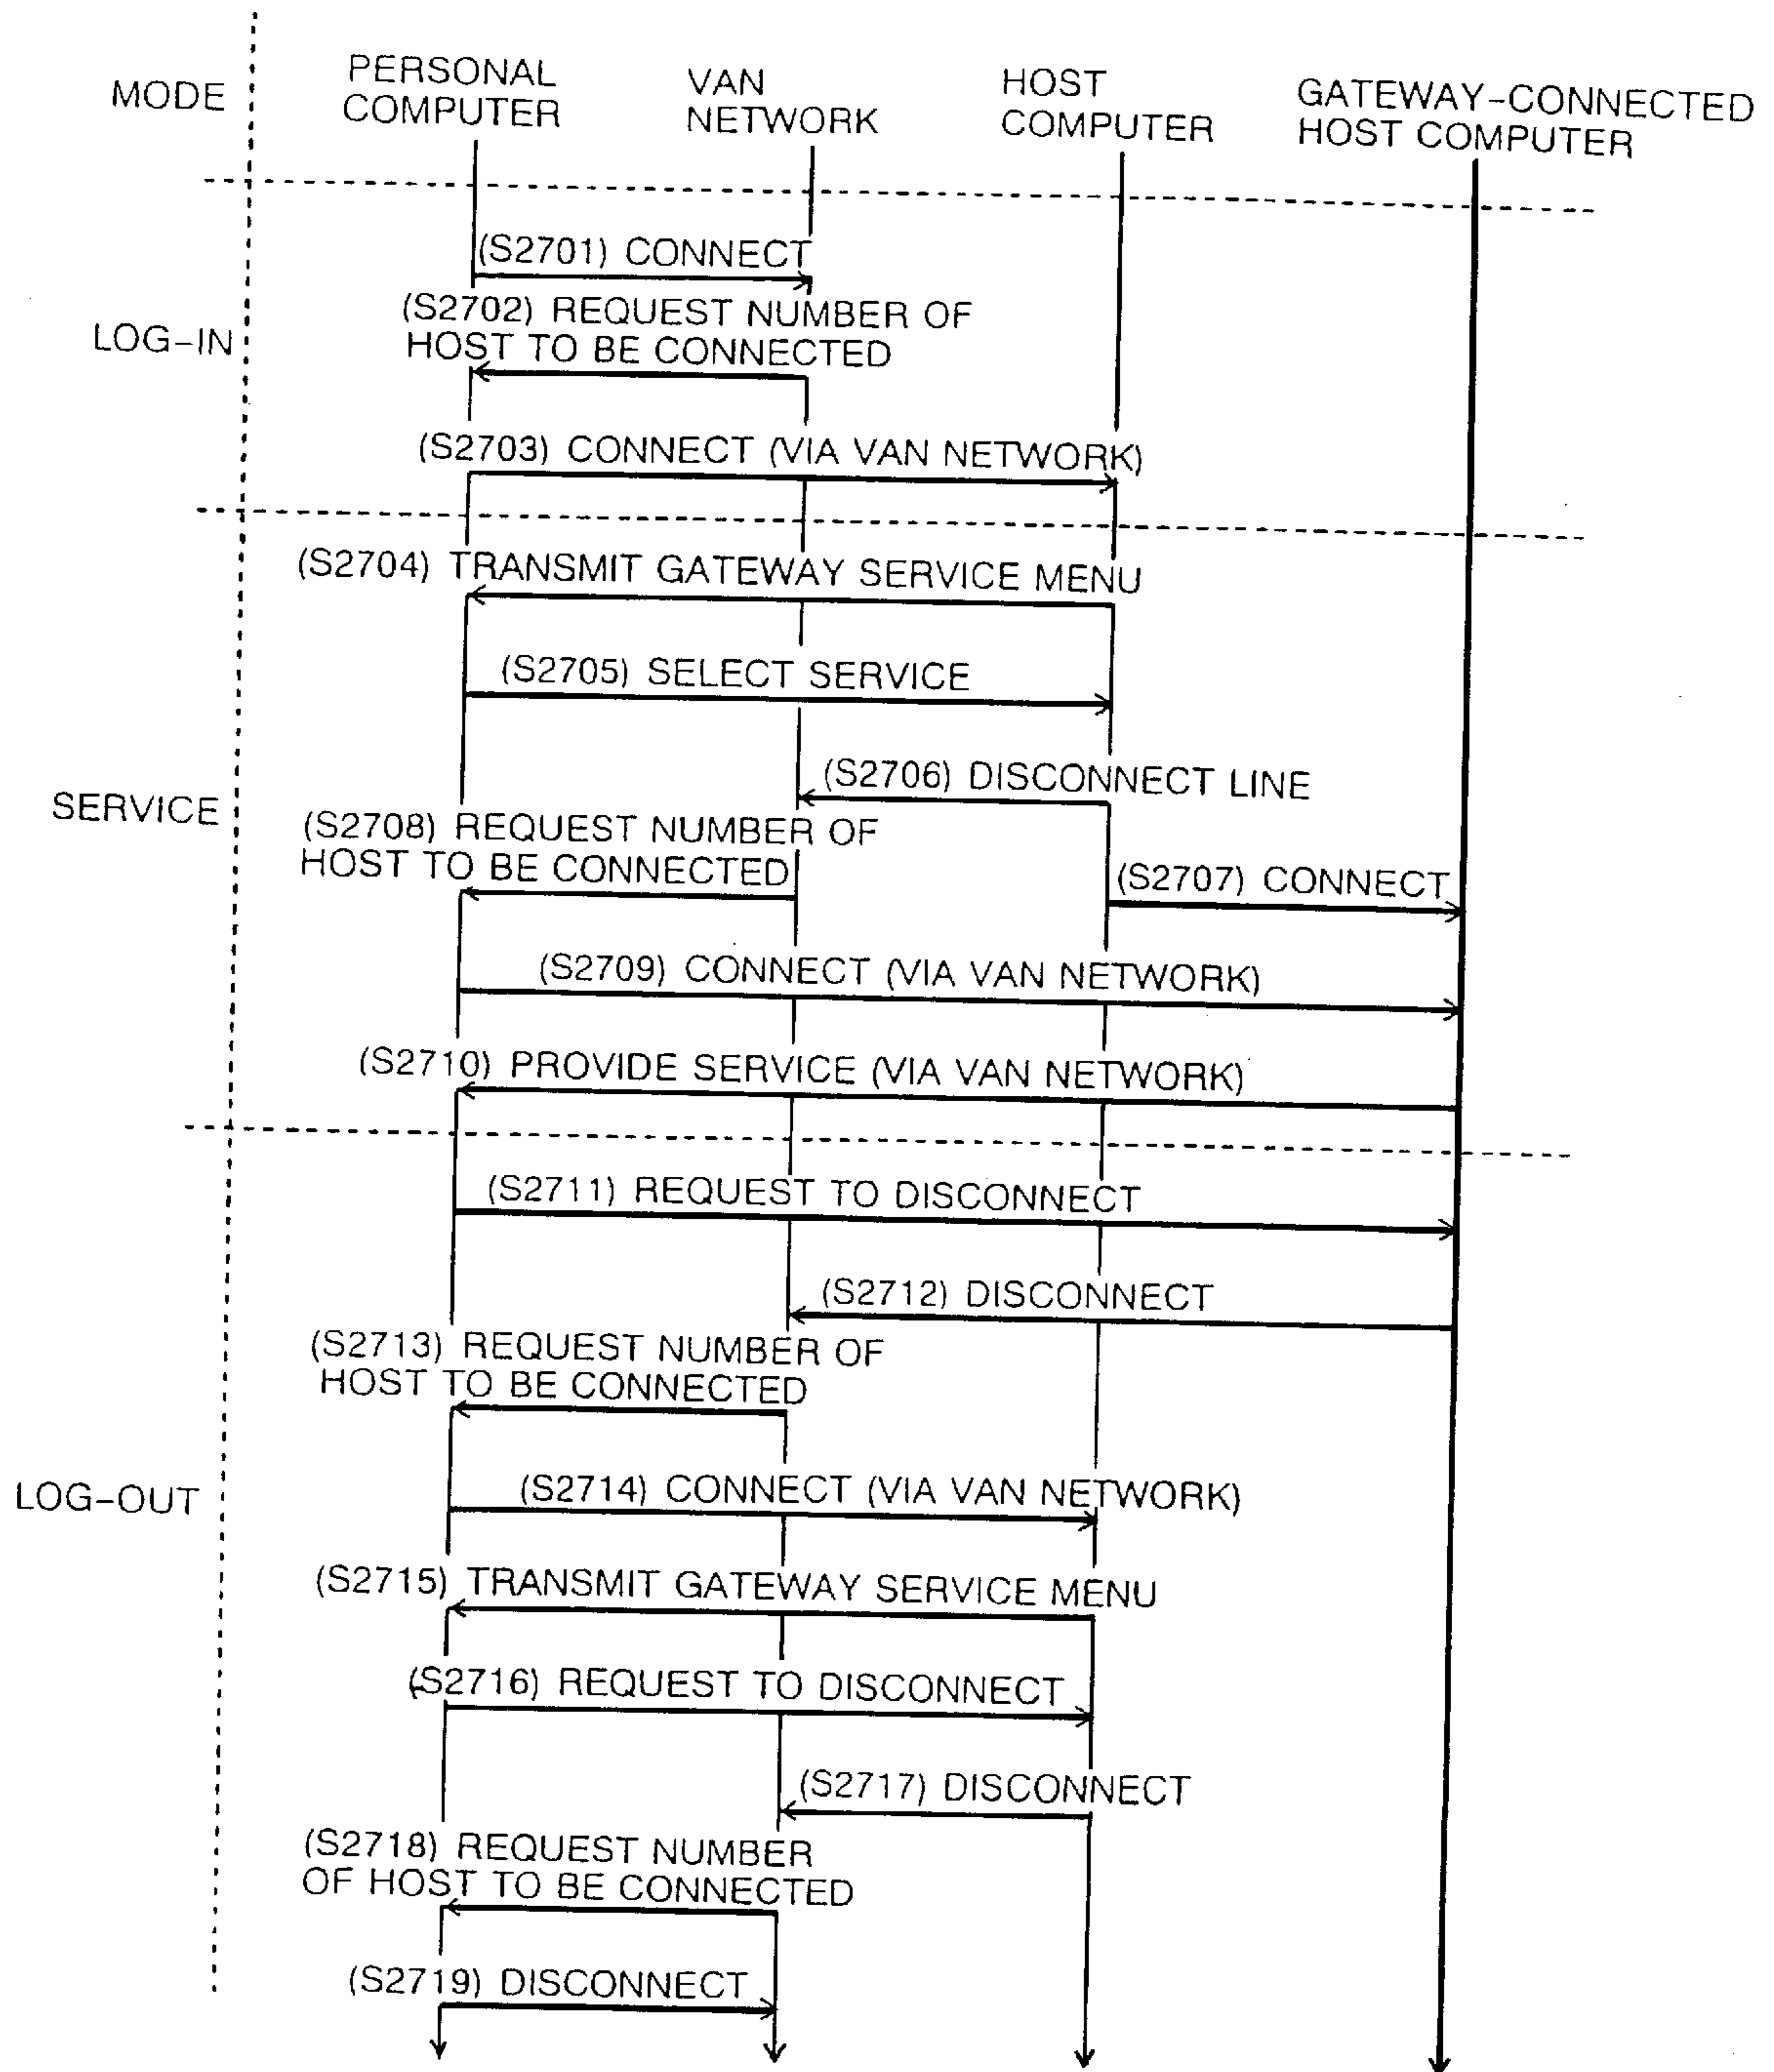 MODE
PERSONAL
COMPUTER
VAN
NETWORK
HOST
COMPUTER
GATEWAY-CONNECTED
HOST COMPUTER
LOG-IN
(S2701) CONNECT
(S2702) REQUEST NUMBER OF
HOST TO BE CONNECTED
(S2703) CONNECT (VIA VAN NETWORK)
SERVICE
(S2704) TRANSMIT GATEWAY SERVICE MENU
(S2705) SELECT SERVICE
(S2706) DISCONNECT LINE
(S2708) REQUEST NUMBER OF
HOST TO BE CONNECTED
(S2707) CONNECT
(S2709) CONNECT (VIA VAN NETWORK)
(S2710) PROVIDE SERVICE (VIA VAN NETWORK)
LOG-OUT
(S2711) REQUEST TO DISCONNECT
(S2712) DISCONNECT
(S2713) REQUEST NUMBER OF
HOST TO BE CONNECTED
(S2714) CONNECT (VIA VAN NETWORK)
(S2715) TRANSMIT GATEWAY SERVICE MENU
(S2716) REQUEST TO DISCONNECT
(S2717) DISCONNECT
(S2718) REQUEST NUMBER
OF HOST TO BE CONNECTED
(S2719) DISCONNECT